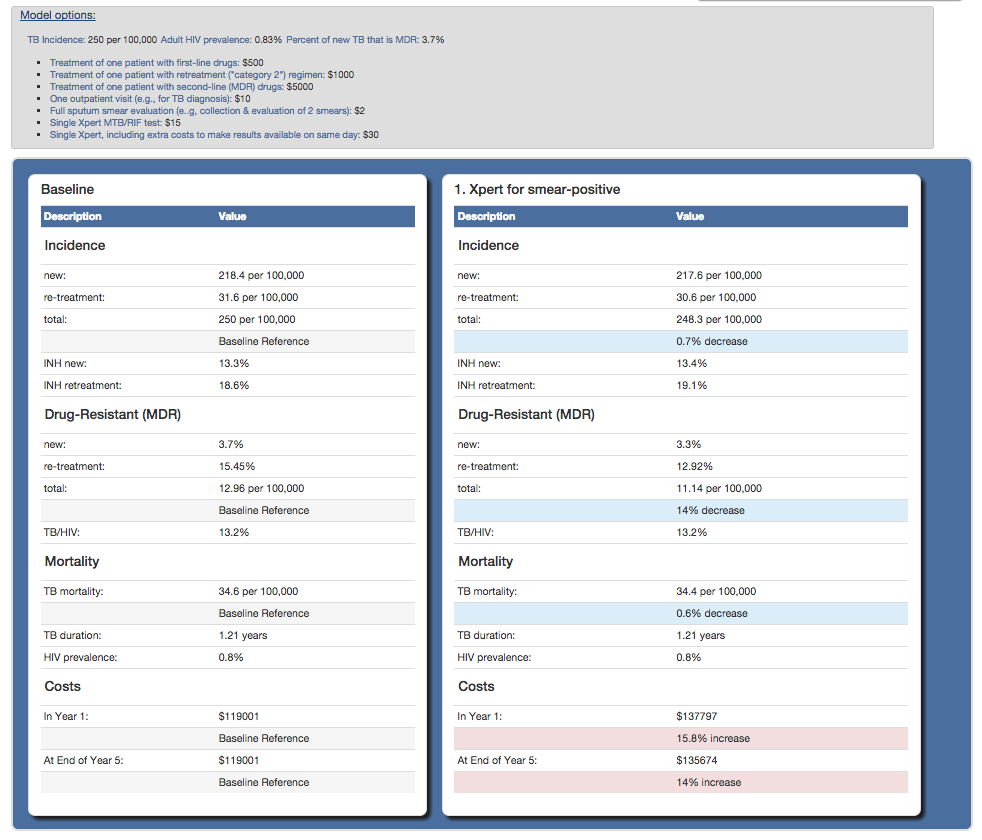 Model options:
TB Incidence: 250 per 100,000 Adult HIV prevalence: 0.83% Percent of new TB that is MDR: 3.7%
Treatment of one patient with first-line drugs: $500
Treatment of one patient with retreatment ("category 2") regimen: $1000
Treatment of one patient with second-line (MDR) drugs: $5000
One outpatient visit (e.g., for TB diagnosis): $10
Full sputum smear evaluation (e..g, collection & evaluation of 2 smears): $2
Single Xpert MTB/RIF test: $15
Single Xpert, including extra costs to make results available on same day: $30
Baseline
Description Value
Incidence
new: 218.4 per 100,000
re-treatment: 31.6 per 100,000
total: 250 per 100,000
Baseline Reference
INH new: 13.3%
INH retreatment: 18.6%
Drug-Resistant (MDR)
new: 3.7%
re-treatment: 15.45%
total: 12.96 per 100,000
Baseline Reference
TB/HIV: 13.2%
Mortality
TB mortality: 34.6 per 100,000
Baseline Reference
TB duration: 1.21 years
HIV prevalence: 0.8%
Costs
In Year 1: $119001
Baseline Reference
At End of Year 5: $119001
Baseline Reference
1. Xpert for smear-positive
Description Value
Incidence
new: 217.6 per 100,000
re-treatment: 30.6 per 100,000
total: 248.3 per 100,000
0.7% decrease
INH new: 13.4%
INH retreatment: 19.1%
Drug-Resistant (MDR)
new: 3.3%
re-treatment: 12.92%
total: 11.14 per 100,000
14% decrease
TB/HIV: 13.2%
Mortality
TB mortality: 34.4 per 100,000
0.6% decrease
TB duration: 1.21 years
HIV prevalence: 0.8%
Costs
In Year 1: $137797
15.8% increase
At End of Year 5: $135674
14% increase